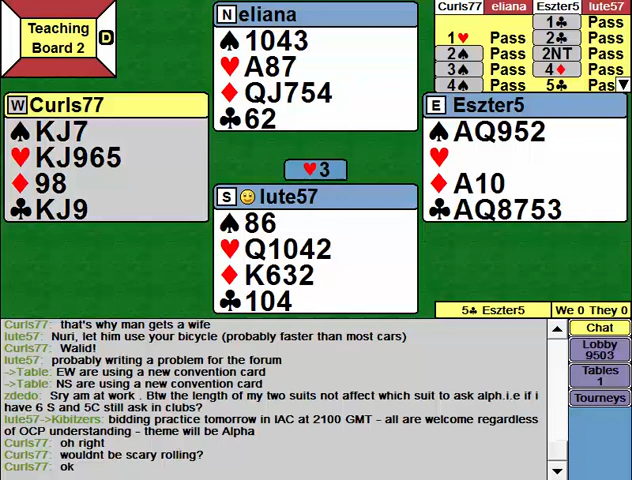 Teaching
Board 2
D
N eliana
♠1043
♥A87
♦QJ754
♣62
Curls77 eliana Eszter5 lute57
1♣ Pass
1♥ Pass 2♣ Pass
2♠ Pass 2NT Pass
3♠ Pass 4♦ Pass
4♠ Pass 5♣ Pas
W Curls77
♠KJ7
♥KJ965
♦98
♣KJ9
♥3
E Eszter5
♠AQ952
♥
♦A10
♣AQ8753
S lute57
♠86
♥Q1042
♦K632
♣104
5♣ Eszter5 We 0 They 0
Curls77: that's why man gets a wife
lute57: Nuri, let him use your bicycle (probably faster than most cars)
Curls77: Walid!
lute57: probably writing a problem for the forum
->Table: EW are using a new convention card
->Table: NS are using a new convention card
zdedo: Sry am at work . Btw the length of my two suits not affect which suit to ask alph.i.e if i
have 6 S and 5C still ask in clubs?
lute57->Kibitzers: bidding practice tomorrow in IAC at 2100 GMT - all are welcome regardless
of OCP understanding - theme will be Alpha
Curls77: oh right
Curls77: wouldnt be scary rolling?
Curls77: ok
Chat
Lobby
9503
Tables
1
Tourneys